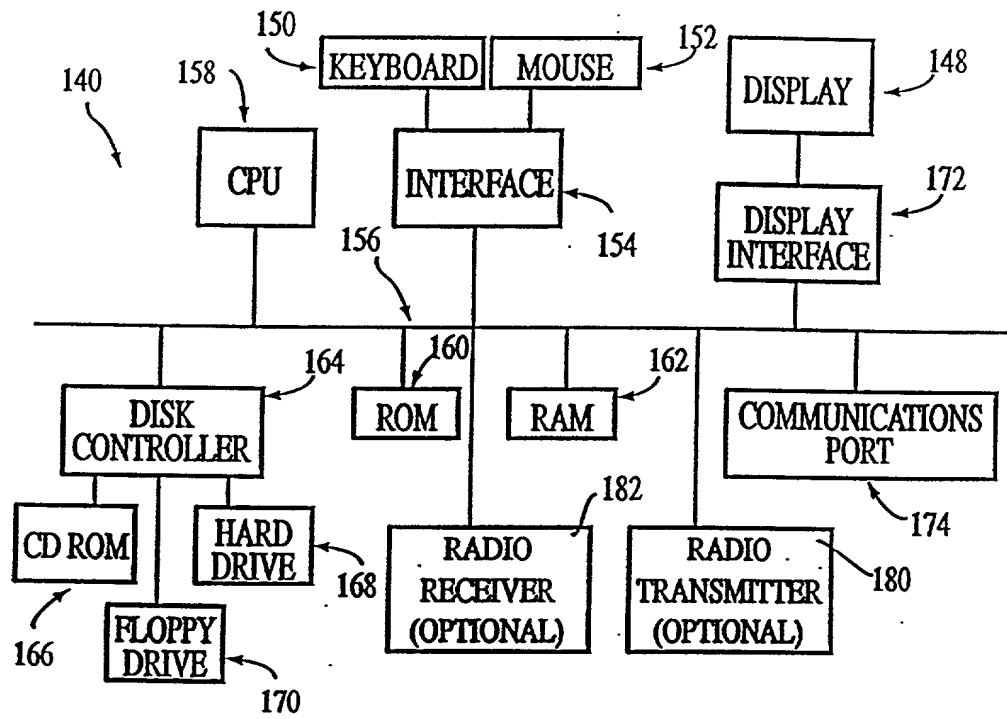 150
KEYBOARD
MOUSE
152
158
140
DISPLAY
148
CPU
INTERFACE
154
172
DISPLAY
INTERFACE
156
164
160
162
DISK
CONTROLLER
ROM
RAM
COMMUNICATIONS
PORT
174
182
CD ROM
HARD
DRIVE
168
RADIO
RECEIVER
(OPTIONAL)
RADIO
TRANSMITTER
(OPTIONAL)
180
166
FLOPPY
DRIVE
170